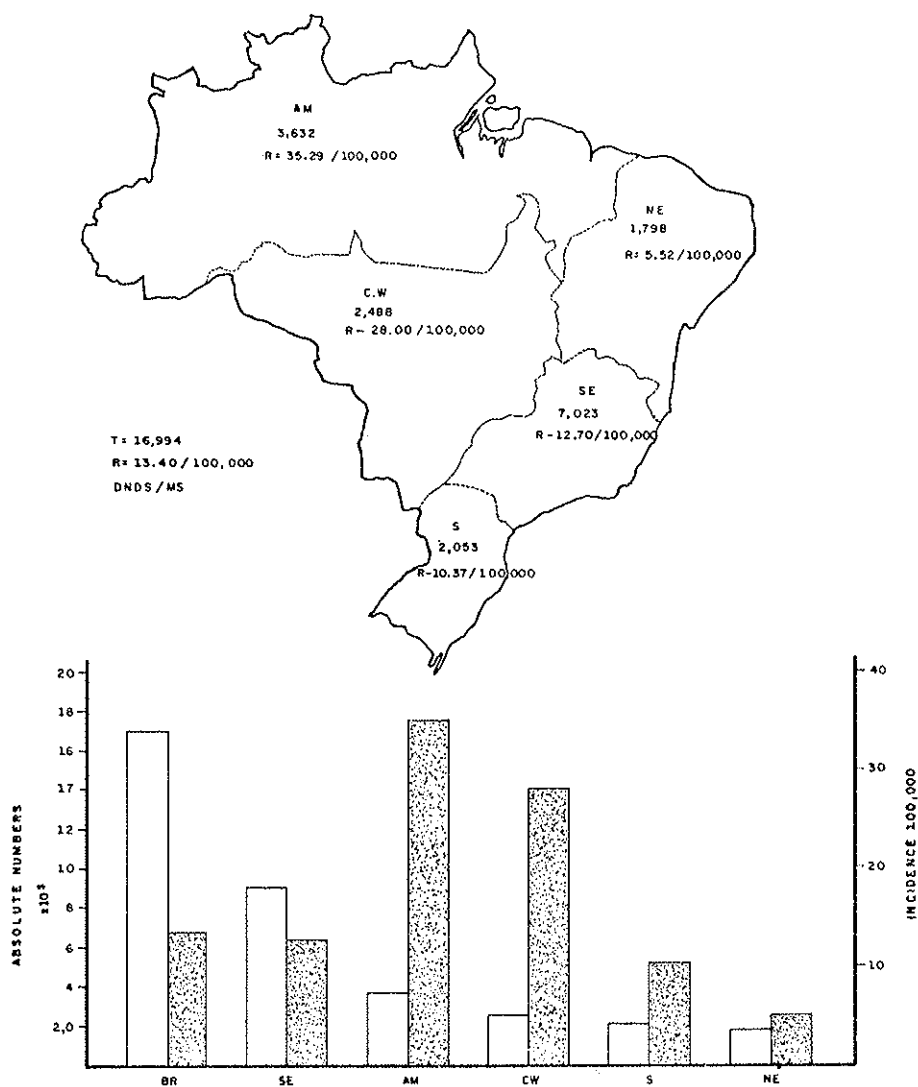 AM
3,632
R= 35.29 /100,000
NE
1,798
R= 5.52/100,000
C.W
2,488
R- 28.00/100,000
SE
7,023
R-12.70/100,000
T= 16,994
R= 13.40/100,000
DNDS/MS
S
2,053
R-10.37/100,000
20
18
16
17
12
10
8
6
4
2,0
ABSOLUTE NUMBERS
x10³
40
30
20
10
INCIDENCE 100,000
BR SE AM CW S NE